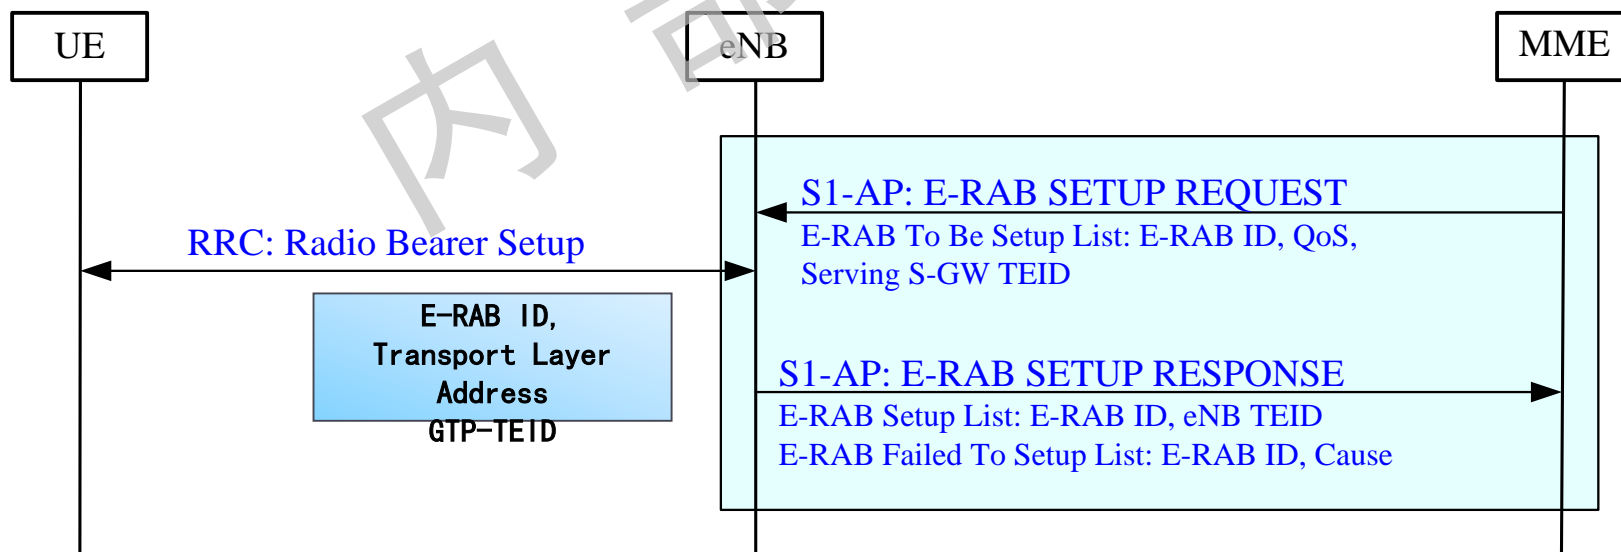 UE
eNB
MME
内 部
S1-AP: E-RAB SETUP REQUEST
E-RAB To Be Setup List: E-RAB ID, QoS,
Serving S-GW TEID
RRC: Radio Bearer Setup
E-RAB ID,
Transport Layer
Address
GTP-TEID
S1-AP: E-RAB SETUP RESPONSE
E-RAB Setup List: E-RAB ID, eNB TEID
E-RAB Failed To Setup List: E-RAB ID, Cause